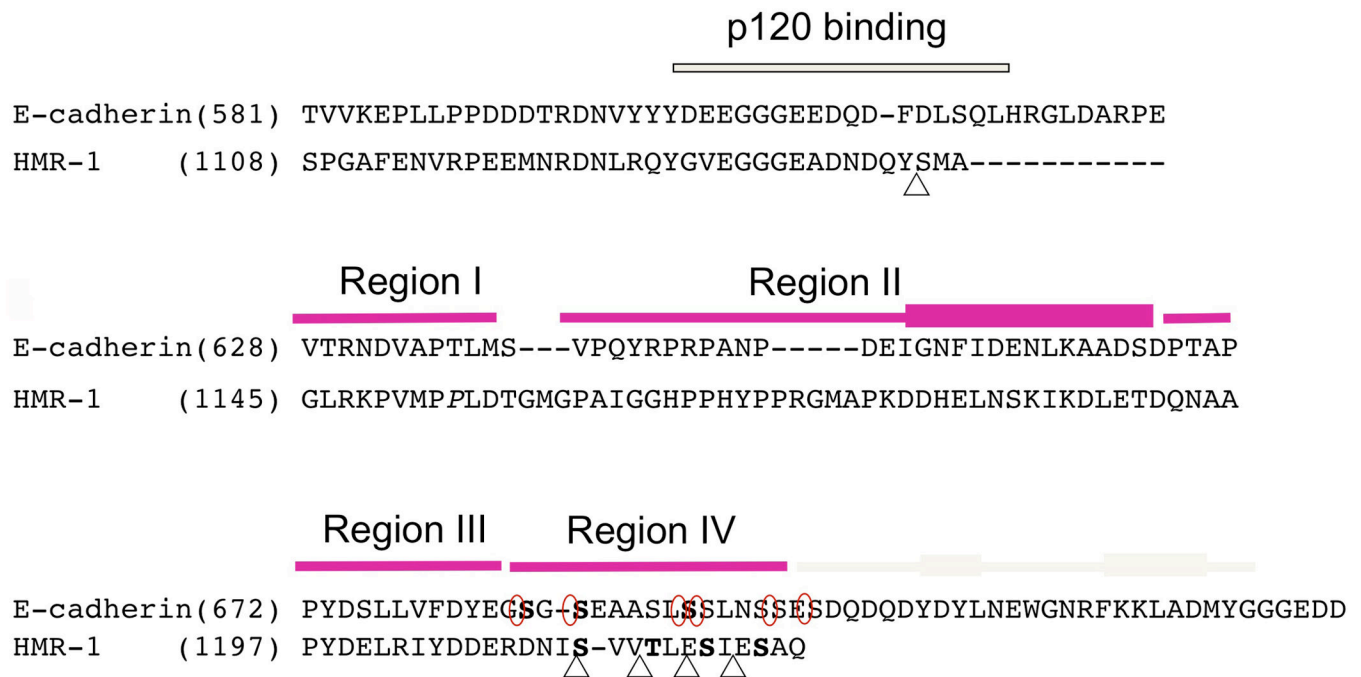 p120 binding
E-cadherin(581) TVVKEPLLPPDDDTRDNVYYYDEEGGGEEDQD-FDLSQLHRGLDARPE
HMR-1 (1108) SPGAFENVRPEEMNRDNLRQYGVEGGGEADNDQYSMA-----------
Region I Region II
E-cadherin(628) VTRNDVAPTLMS---VPQYRPRPANP-----DEIGNFIDENLKAADSDPTAP
HMR-1 (1145) GLRKPVMPPLDTGMGPAIGGHPPHYPPRGMAPKDDHELNSKIKDLETDQNAA
Region III Region IV
E-cadherin(672) PYDSLLVFDYEGSG-SEAASLSSLNSSESDQDQDYDYLNEWGNRFKKLADMYGGGEDD
HMR-1 (1197) PYDELRIYDDERDNIS-VVTLESIESAQ